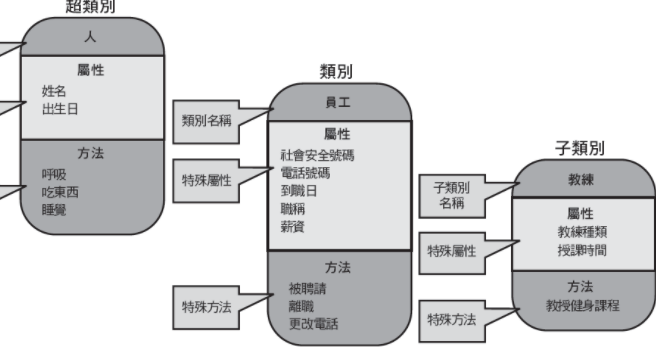 超類別
人
屬性
姓名
出生日
方法
呼吸
吃東西
睡覺
類別
類別名稱
員工
特殊屬性
屬性
社會安全號碼
電話號碼
到職日
職稱
薪資
特殊方法
方法
被聘請
離職
更改電話
子類別
子類別
名稱
教練
特殊屬性
屬性
教練種類
授課時間
特殊方法
方法
教授健身課程